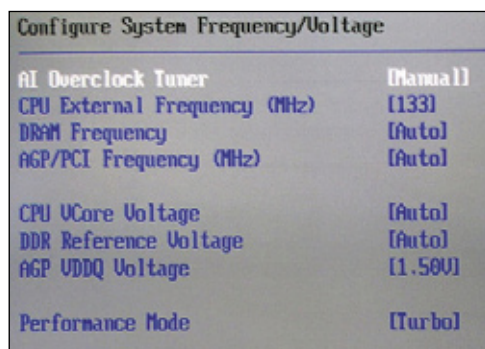 Configure System Frequency/Voltage
AI Overclock Tuner [Manual]
CPU External Frequency (MHz) [133]
DRAM Frequency [Auto]
AGP/PCI Frequency (MHz) [Auto]
CPU VCore Voltage [Auto]
DDR Reference Voltage [Auto]
AGP VDDQ Voltage [1.50V]
Performance Mode [Turbo]